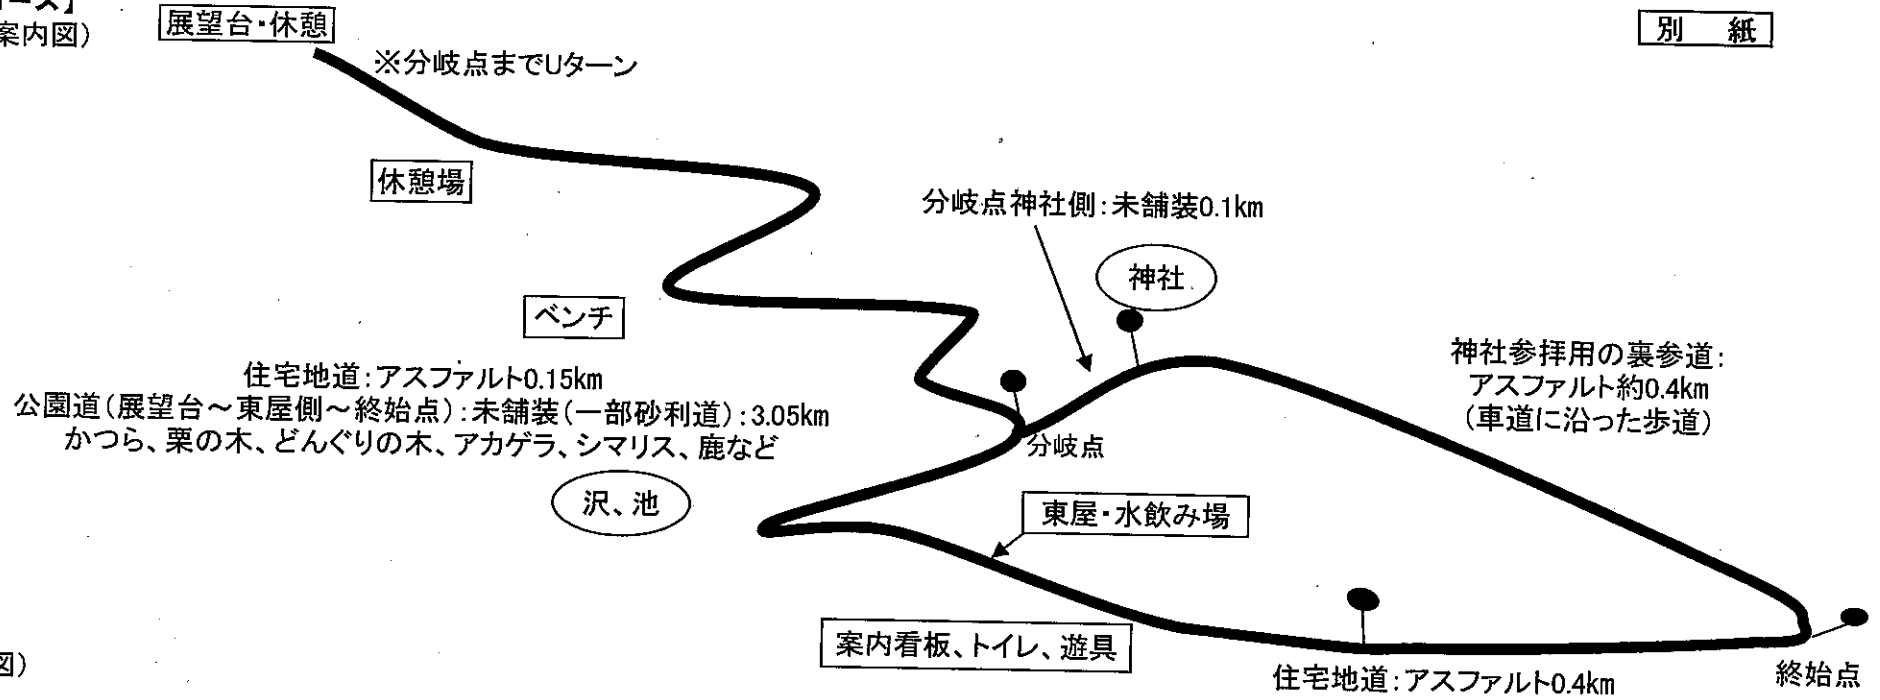 ース】
案内図)
展望台・休憩
別 紙
※分岐点までUターン
休憩場
分岐点神社側:未舗装0.1km
神社
ベンチ
神社参拝用の裏参道:
アスファルト約0.4km
(車道に沿った歩道)
住宅地道:アスファルト0.15km
公園道(展望台~東屋側~終始点):未舗装(一部砂利道):3.05km
かつら、栗の木、どんぐりの木、アカゲラ、シマリス、鹿など
分岐点
沢、池
東屋・水飲み場
案内看板、トイレ、遊具
図)
住宅地道:アスファルト0.4km
終始点